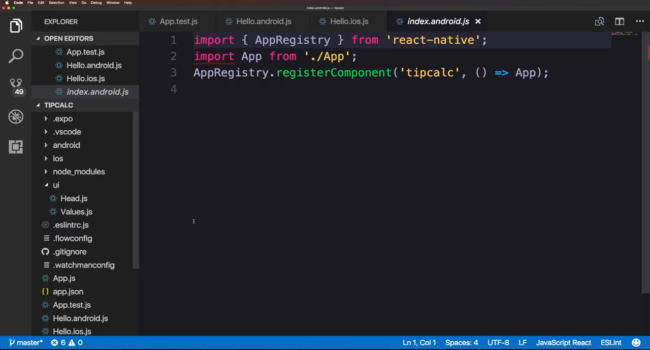 Code File Edit Selection View Go Debug Window Help
EXPLORER
App.test.js Hello.android.js Hello.ios.js index.android.js
OPEN EDITORS
App.test.js
Hello.android.js
Hello.ios.js
index.android.js
49
TIPCALC
.expo
.vscode
android
ios
node_modules
ui
Head.js
Values.js
.eslintrc.js
.flowconfig
.gitignore
.watchmanconfig
App.js
app.json
App.test.js
Hello.android.js
Hello.ios.js
1 import { AppRegistry } from 'react-native';
2 import App from './App';
3 AppRegistry.registerComponent('tipcalc', () => App);
4
master* 6 0 Ln 1, Col 1 Spaces: 4 UTF-8 LF JavaScript React ESLint